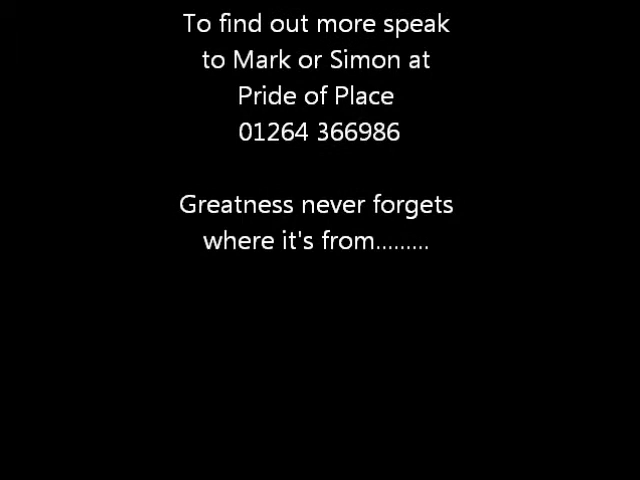 To find out more speak
to Mark or Simon at
Pride of Place
01264 366986
Greatness never forgets
where it's from.........